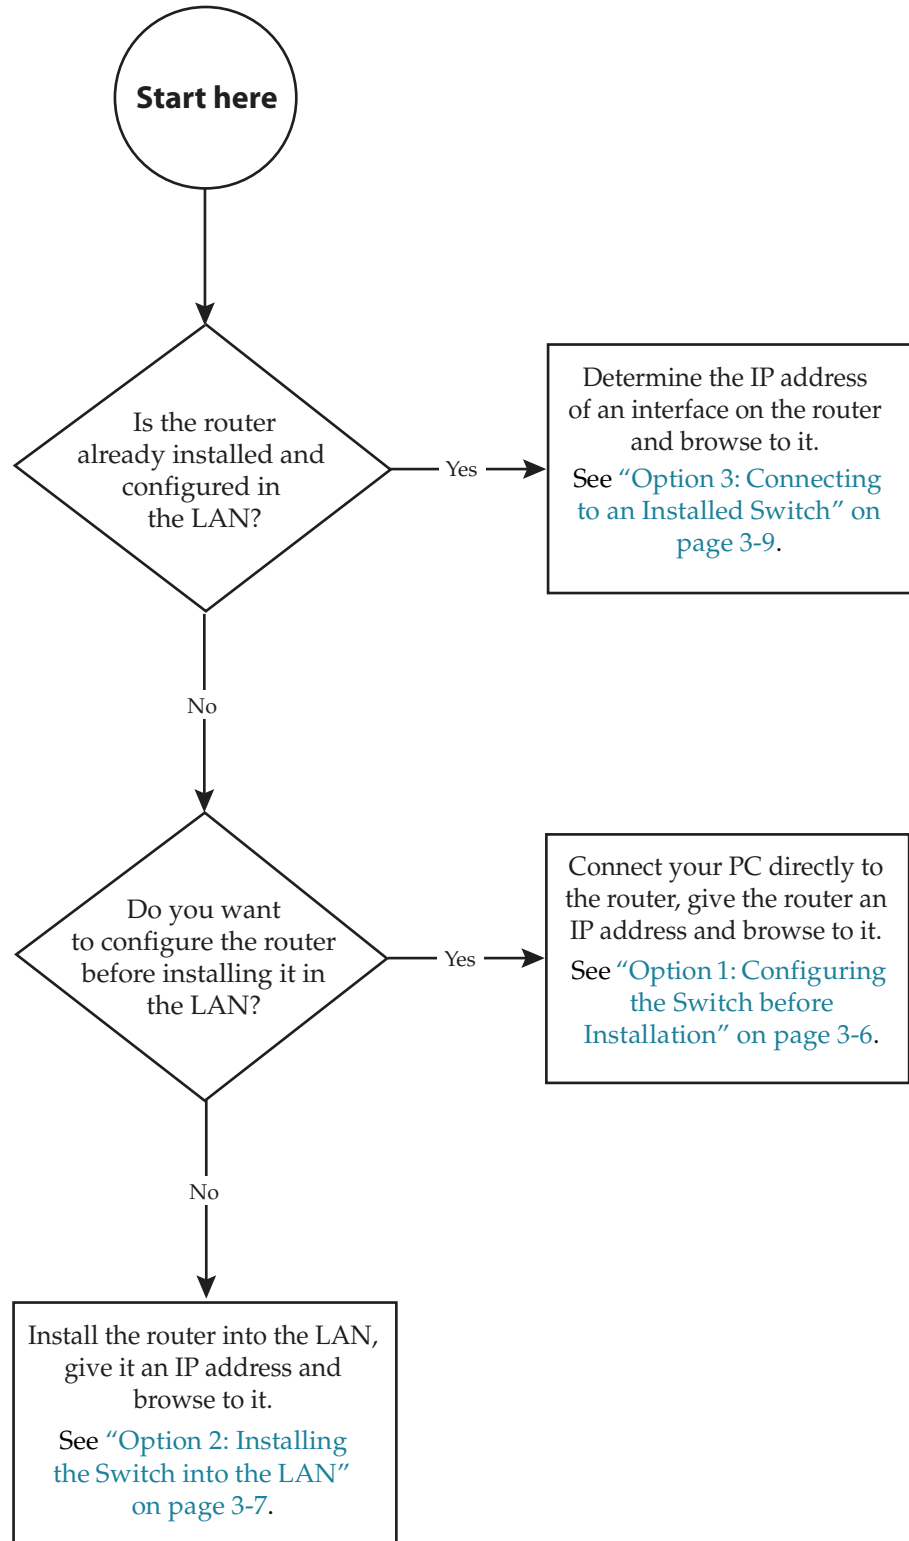 Start here
Is the router
already installed and
configured in
the LAN?
Yes
Determine the IP address
of an interface on the router
and browse to it.
See “Option 3: Connecting
to an Installed Switch” on
page 3-9.
No
Do you want
to configure the router
before installing it in
the LAN?
Yes
Connect your PC directly to
the router, give the router an
IP address and browse to it.
See “Option 1: Configuring
the Switch before
Installation” on page 3-6.
No
Install the router into the LAN,
give it an IP address and
browse to it.
See “Option 2: Installing
the Switch into the LAN”
on page 3-7.